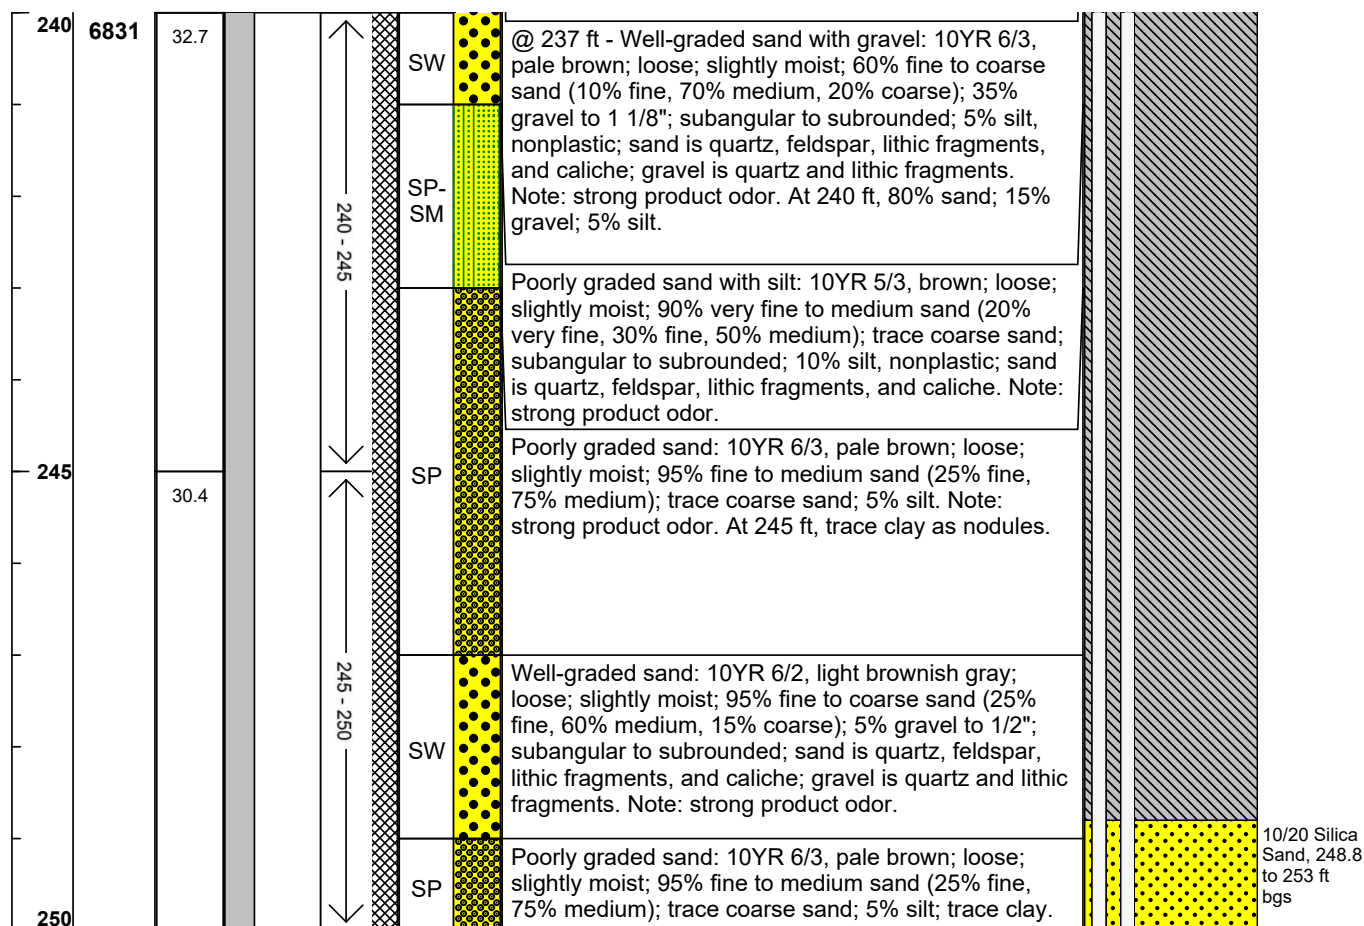 240
6831
32.7
SW
@ 237 ft - Well-graded sand with gravel: 10YR 6/3,
pale brown; loose; slightly moist; 60% fine to coarse
sand (10% fine, 70% medium, 20% coarse); 35%
gravel to 1 1/8"; subangular to subrounded; 5% silt,
nonplastic; sand is quartz, feldspar, lithic fragments,
and caliche; gravel is quartz and lithic fragments.
Note: strong product odor. At 240 ft, 80% sand; 15%
gravel; 5% silt.
SP-
SM
240 - 245
Poorly graded sand with silt: 10YR 5/3, brown; loose;
slightly moist; 90% very fine to medium sand (20%
very fine, 30% fine, 50% medium); trace coarse sand;
subangular to subrounded; 10% silt, nonplastic; sand
is quartz, feldspar, lithic fragments, and caliche. Note:
strong product odor.
245
30.4
SP
Poorly graded sand: 10YR 6/3, pale brown; loose;
slightly moist; 95% fine to medium sand (25% fine,
75% medium); trace coarse sand; 5% silt. Note:
strong product odor. At 245 ft, trace clay as nodules.
245 - 250
SW
Well-graded sand: 10YR 6/2, light brownish gray;
loose; slightly moist; 95% fine to coarse sand (25%
fine, 60% medium, 15% coarse); 5% gravel to 1/2";
subangular to subrounded; sand is quartz, feldspar,
lithic fragments, and caliche; gravel is quartz and lithic
fragments. Note: strong product odor.
10/20 Silica
Sand, 248.8
to 253 ft
bgs
SP
Poorly graded sand: 10YR 6/3, pale brown; loose;
slightly moist; 95% fine to medium sand (25% fine,
75% medium); trace coarse sand; 5% silt; trace clay.
250